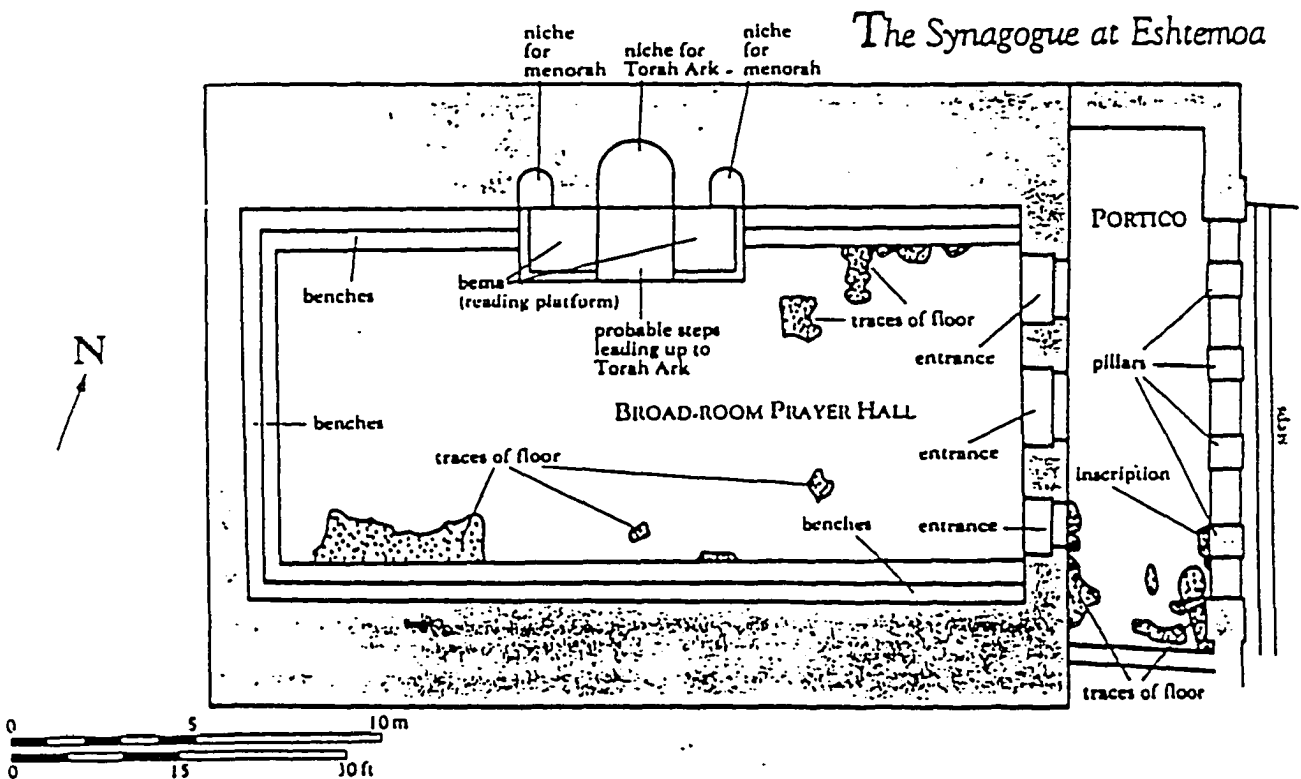 The Synagogue at Eshtemoa
niche
for
menorah
niche for
Torah Ark
niche
for
menorah
PORTICO
benches
bema
(reading platform)
probable steps
leading up to
Torah Ark
traces of floor
entrance
pillars
N
benches
BROAD-ROOM PRAYER HALL
steps
traces of floor
entrance
inscription
benches
entrance
traces of floor
0 5 10 m
0 15 30 ft